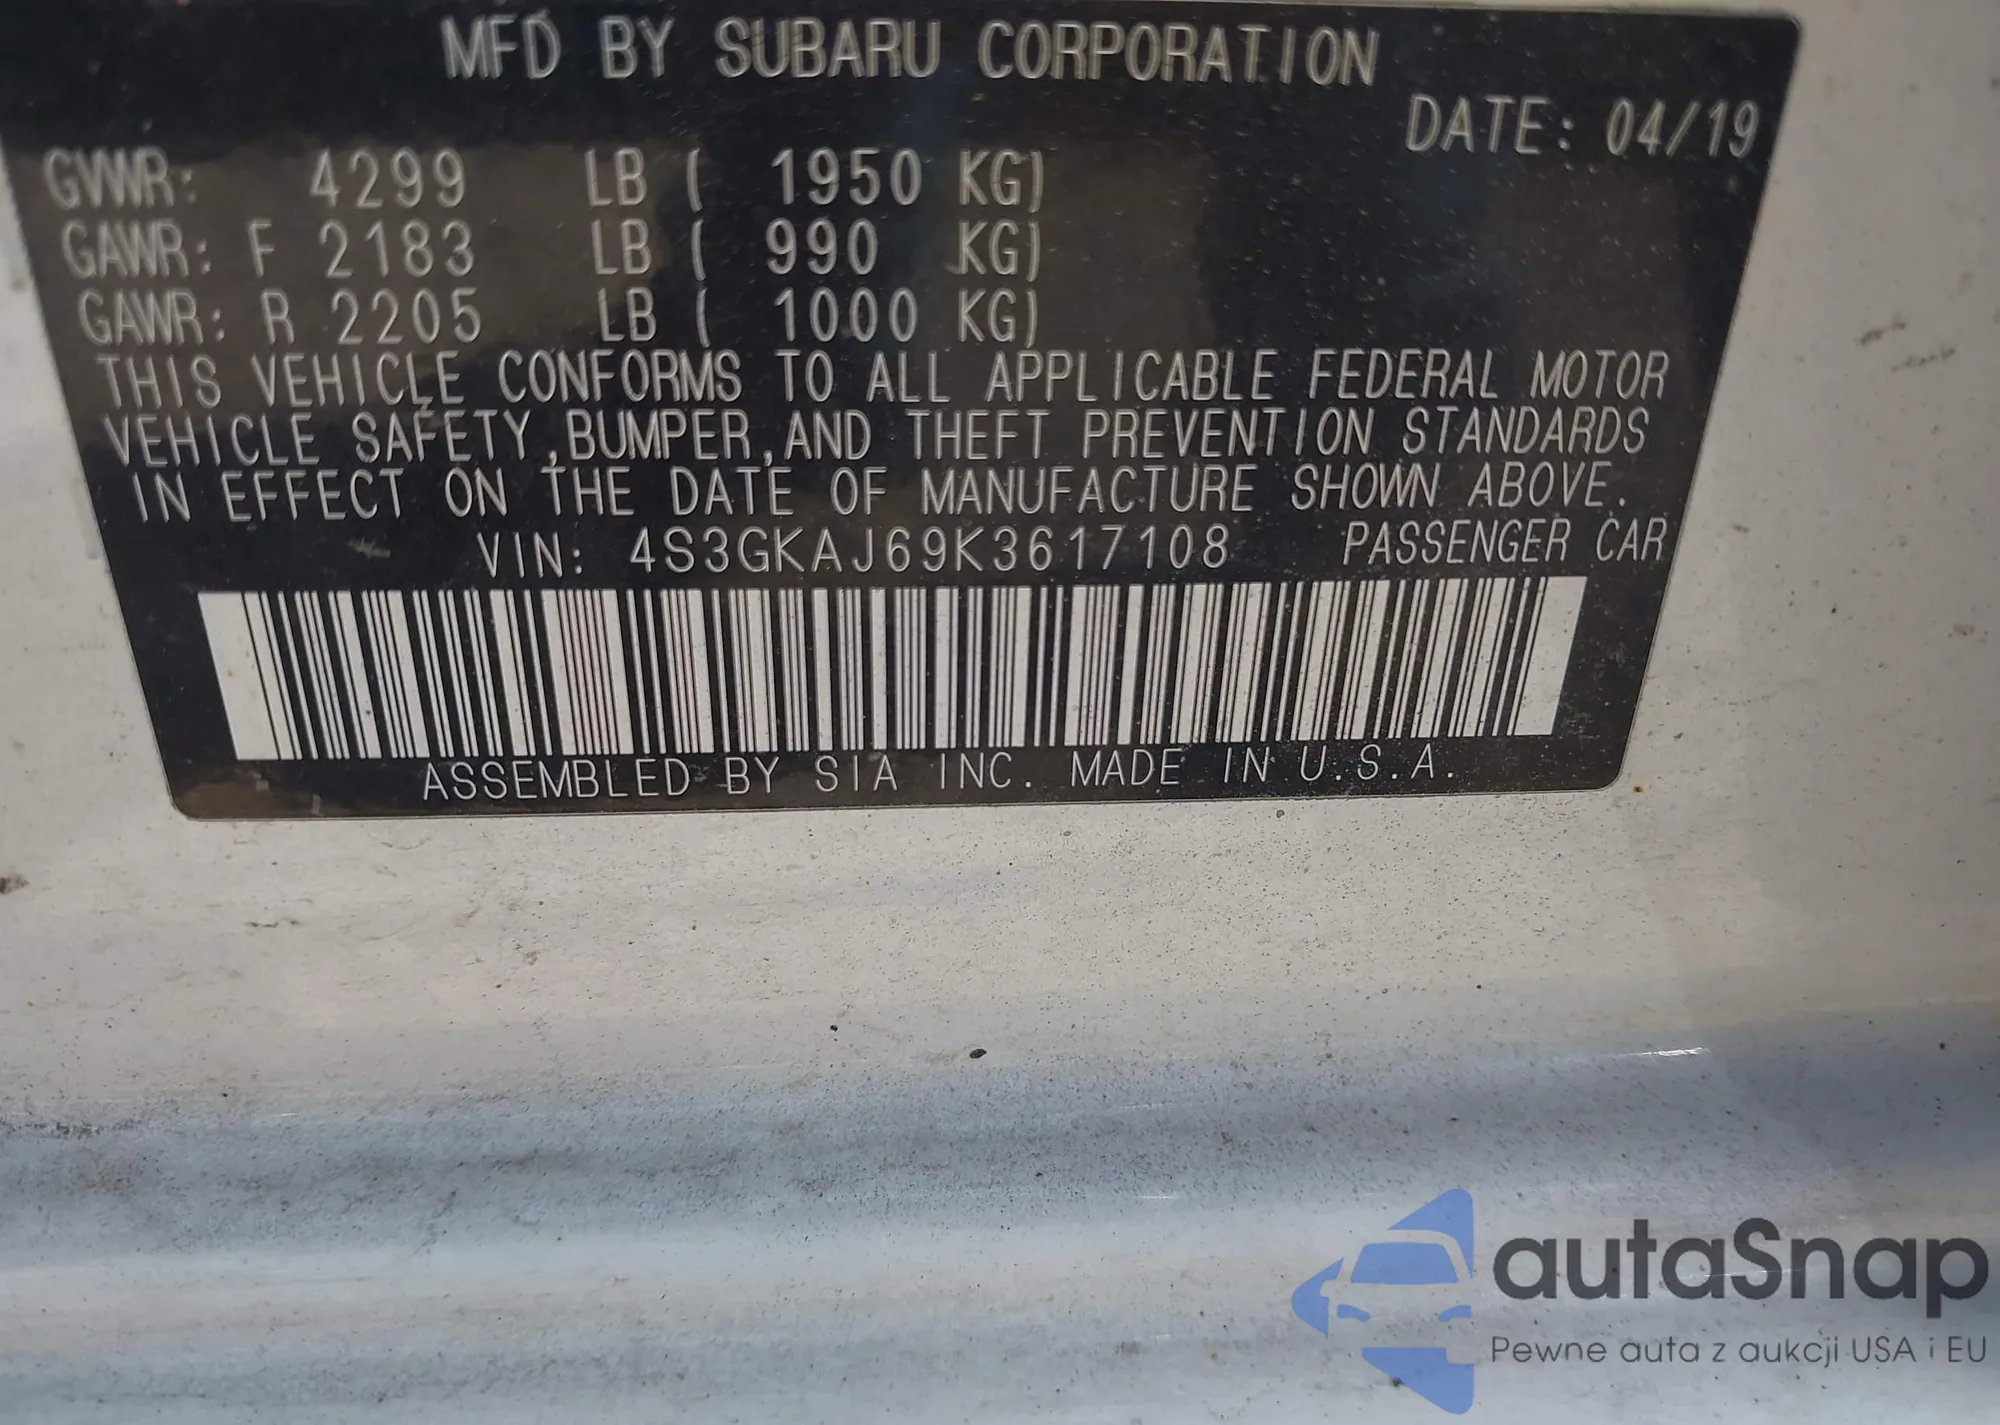 MFD BY SUBARU CORPORATION
DATE: 04/19
GVWR: 4299 LB ( 1950 KG)
GAWR: F 2183 LB ( 990 KG)
GAWR: R 2205 LB ( 1000 KG)
THIS VEHICLE CONFORMS TO ALL APPLICABLE FEDERAL MOTOR
VEHICLE SAFETY,BUMPER,AND THEFT PREVENTION STANDARDS
IN EFFECT ON THE DATE OF MANUFACTURE SHOWN ABOVE.
VIN: 4S3GKAJ69K3617108 PASSENGER CAR
ASSEMBLED BY SIA INC. MADE IN U.S.A.
autaSnap
Pewne auta z aukcji USA i EU